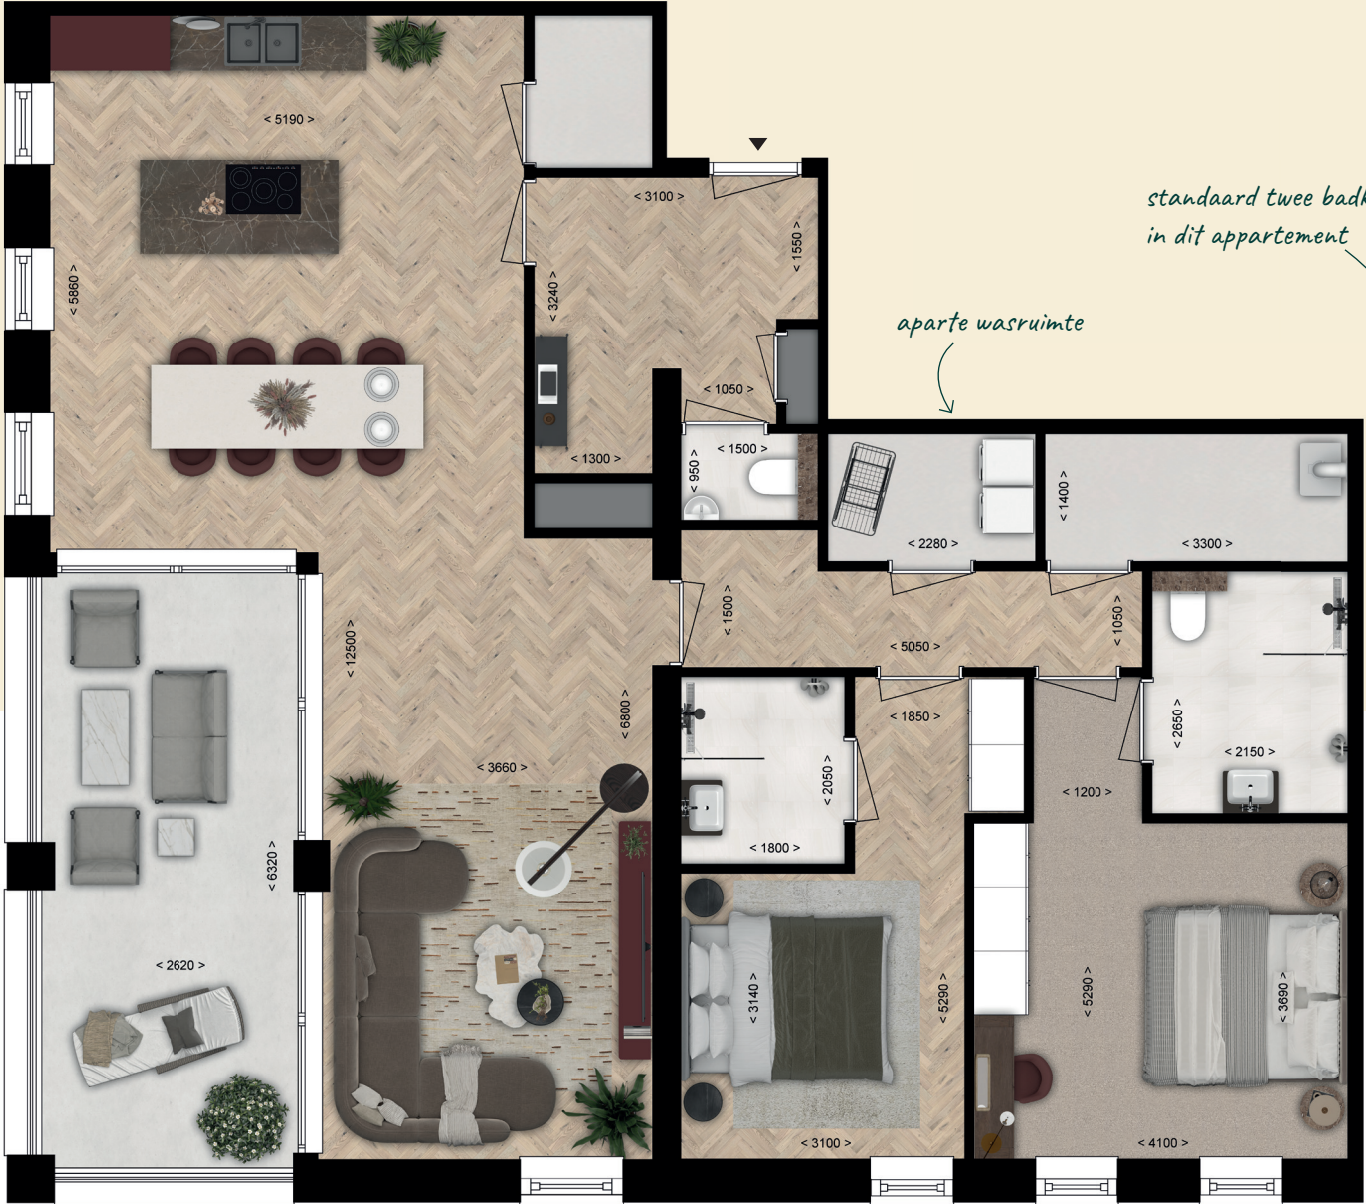 < 5190 >
< 3100 >
standaard twee badk
in dit appartement
< 1550 >
< 5860 >
< 3240 >
aparte wasruimte
< 1050 >
< 1300 >
< 1500 >
< 950 >
< 1400 >
< 2280 >
< 3300 >
< 1500 >
< 1050 >
< 12500 >
< 5050 >
< 6800 >
< 1850 >
< 2650 >
< 2150 >
< 3660 >
< 2050 >
< 1200 >
< 1800 >
< 6320 >
< 2620 >
< 3140 >
< 5290 >
< 5290 >
< 3690 >
< 3100 >
< 4100 >